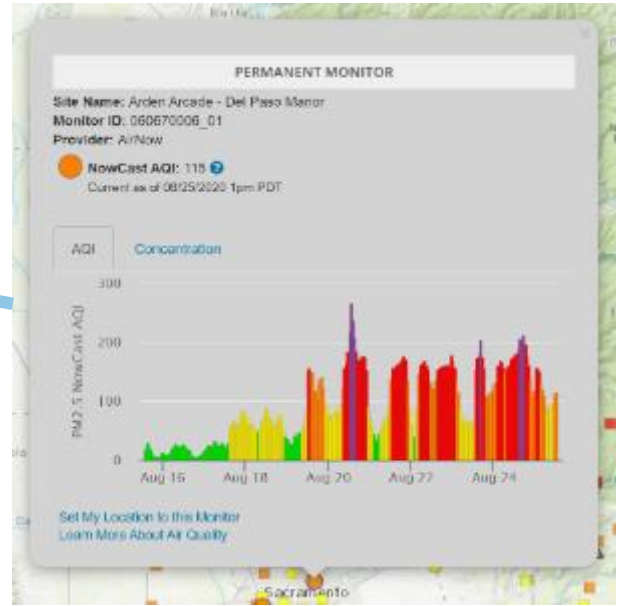 PERMANENT MONITOR
Site Name: Arden Arcade - Del Paso Manor
Monitor ID: 060670006_01
Provider: AirNow
NowCast AQI: 115
Current as of 08/25/2020 1pm PDT
AQI
Concentration
PM2.5 NowCast AQI
300
200
100
0
Aug 16
Aug 18
Aug 20
Aug 22
Aug 24
Set My Location to this Monitor
Learn More About Air Quality
Sacramento